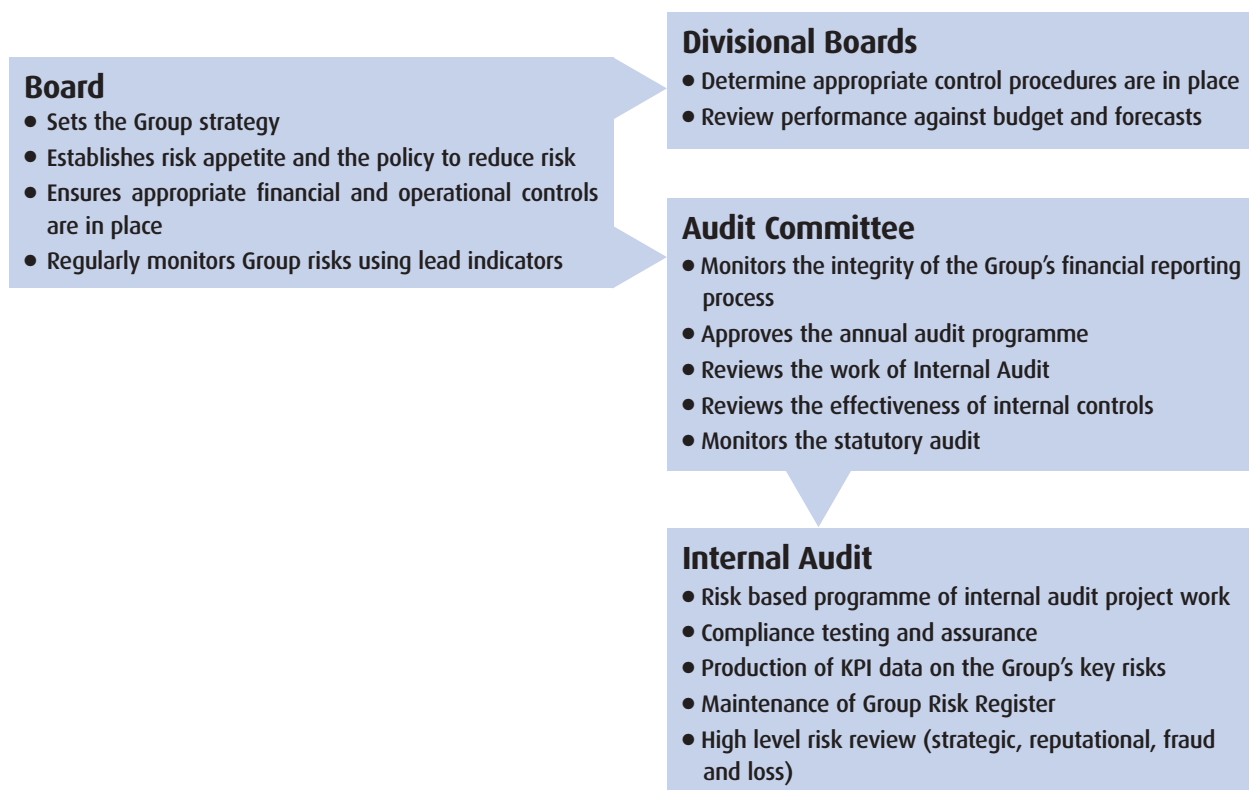 Board
● Sets the Group strategy
● Establishes risk appetite and the policy to reduce risk
● Ensures appropriate financial and operational controls
are in place
● Regularly monitors Group risks using lead indicators
Divisional Boards
● Determine appropriate control procedures are in place
● Review performance against budget and forecasts
Audit Committee
● Monitors the integrity of the Group's financial reporting
process
● Approves the annual audit programme
● Reviews the work of Internal Audit
● Reviews the effectiveness of internal controls
● Monitors the statutory audit
Internal Audit
● Risk based programme of internal audit project work
● Compliance testing and assurance
● Production of KPI data on the Group's key risks
● Maintenance of Group Risk Register
● High level risk review (strategic, reputational, fraud
and loss)